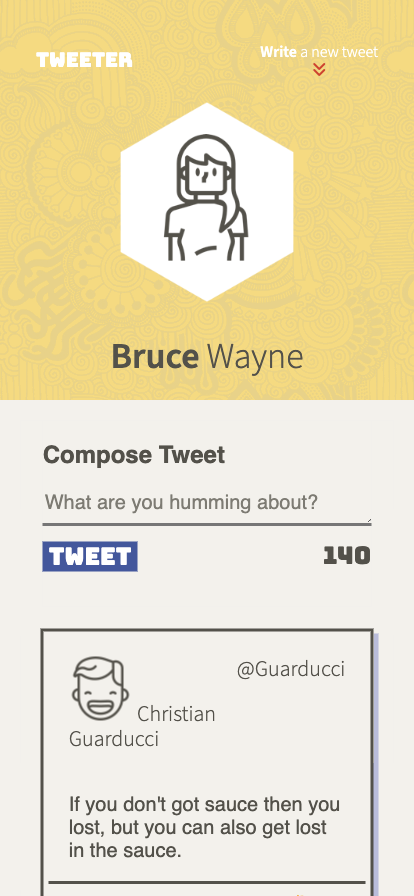 TWEETER
Write a new tweet
Bruce Wayne
Compose Tweet
What are you humming about?
TWEET
140
@Guarducci
Christian
Guarducci
If you don't got sauce then you
lost, but you can also get lost
in the sauce.